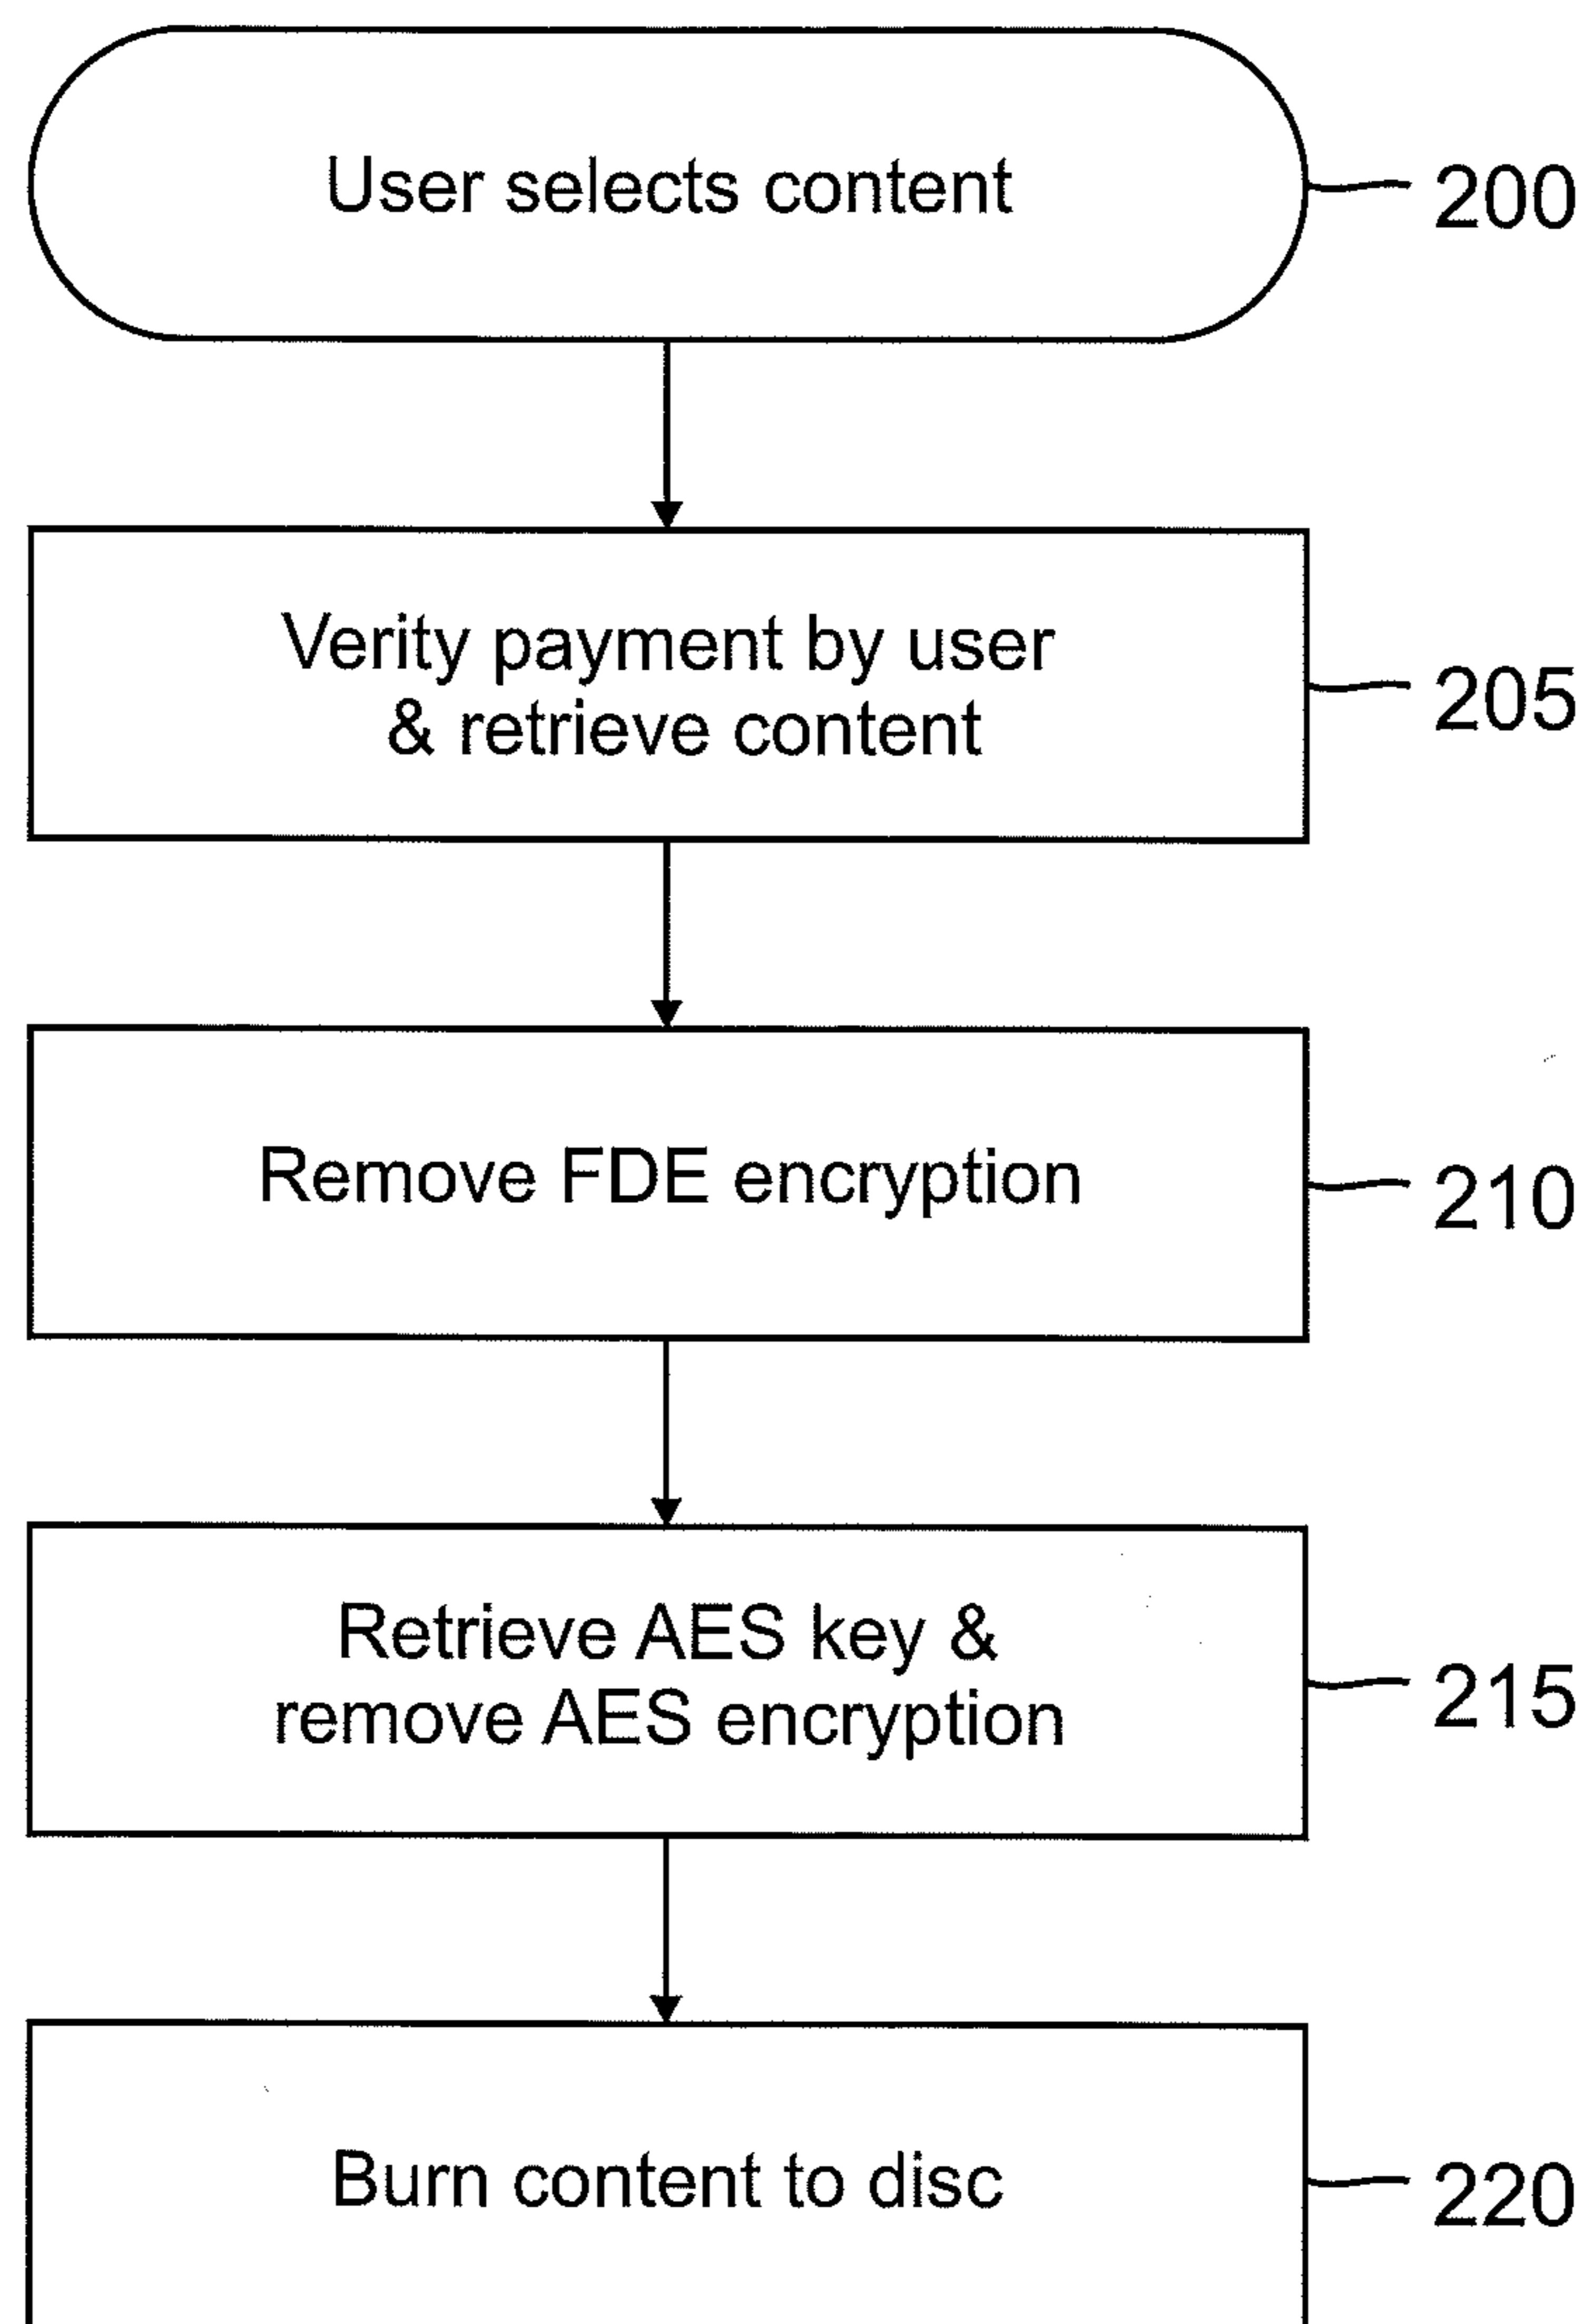 User selects content
200
Verity payment by user
& retrieve content
205
Remove FDE encryption
210
Retrieve AES key &
remove AES encryption
215
Burn content to disc
220